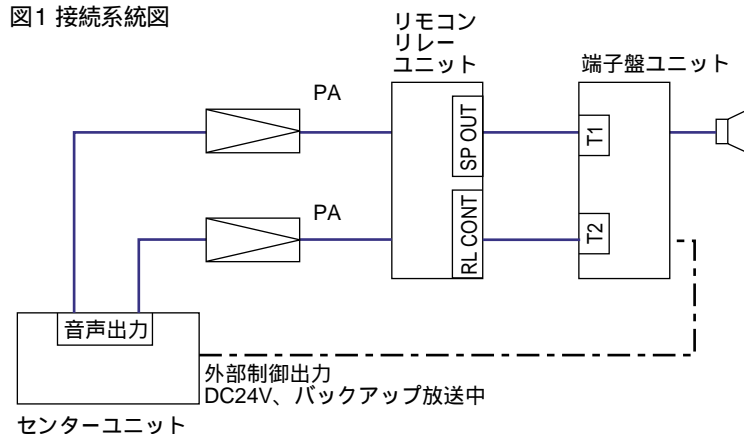 図1 接続系統図
リモコン
リレー
ユニット
端子盤ユニット
PA
SP OUT
T1
PA
RL CONT
T2
音声出力
外部制御出力
DC24V、バックアップ放送中
センターユニット